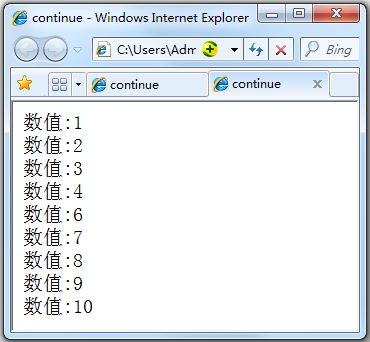 continue - Windows Internet Explorer
C:\Users\Adm
Bing
continue
continue
数值:1
数值:2
数值:3
数值:4
数值:6
数值:7
数值:8
数值:9
数值:10